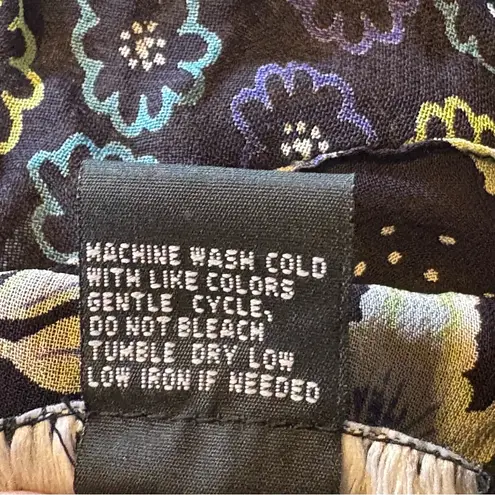 MACHINE WASH COLD
WITH LIKE COLORS
GENTLE CYCLE,
DO NOT BLEACH
TUMBLE DRY LOW
LOW IRON IF NEEDED